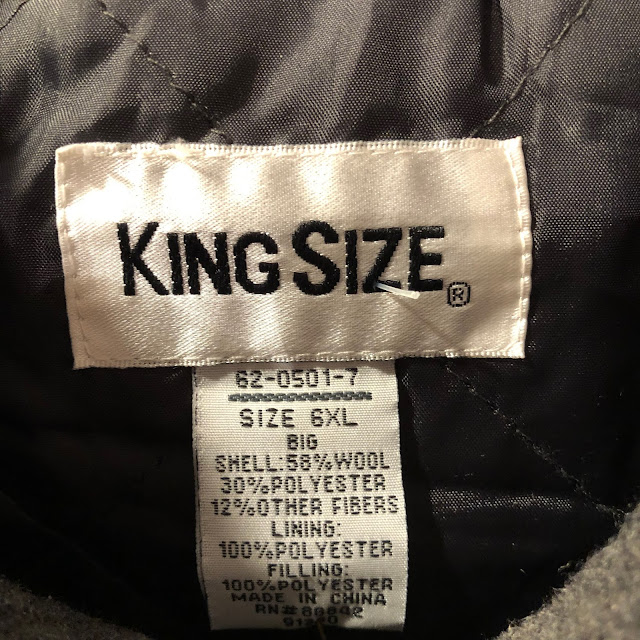 KING SIZE ®
62-0501-7
SIZE 6XL
BIG
SHELL:58%WOOL
30%POLYESTER
12%OTHER FIBERS
LINING:
100%POLYESTER
FILLING:
100%POLYESTER
MADE IN CHINA